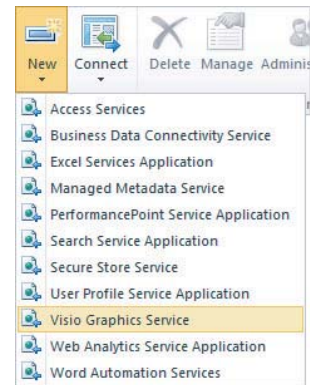 New Connect Delete Manage Adminis
Access Services
Business Data Connectivity Service
Excel Services Application
Managed Metadata Service
PerformancePoint Service Application
Search Service Application
Secure Store Service
User Profile Service Application
Visio Graphics Service
Web Analytics Service Application
Word Automation Services